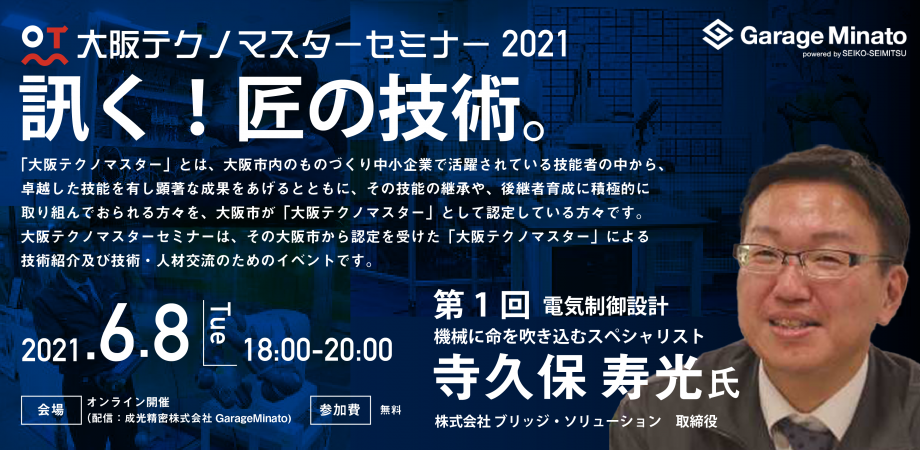 OT 大阪テクノマスターセミナー 2021
Garage Minato
powered by SEIKO-SEIMITSU
訊く！匠の技術。
「大阪テクノマスター」とは、大阪市内のものづくり中小企業で活躍されている技能者の中から、
卓越した技能を有し顕著な成果をあげるとともに、その技能の継承や、後継者育成に積極的に
取り組んでおられる方々を、大阪市が「大阪テクノマスター」として認定している方々です。
大阪テクノマスターセミナーは、その大阪市から認定を受けた「大阪テクノマスター」による
技術紹介及び技術・人材交流のためのイベントです。
2021.6.8 Tue 18:00-20:00
会場 オンライン開催
(配信：成光精密株式会社 GarageMinato)
参加費 無料
第1回 電気制御設計
機械に命を吹き込むスペシャリスト
寺久保 寿光氏
株式会社 ブリッジ・ソリューション 取締役